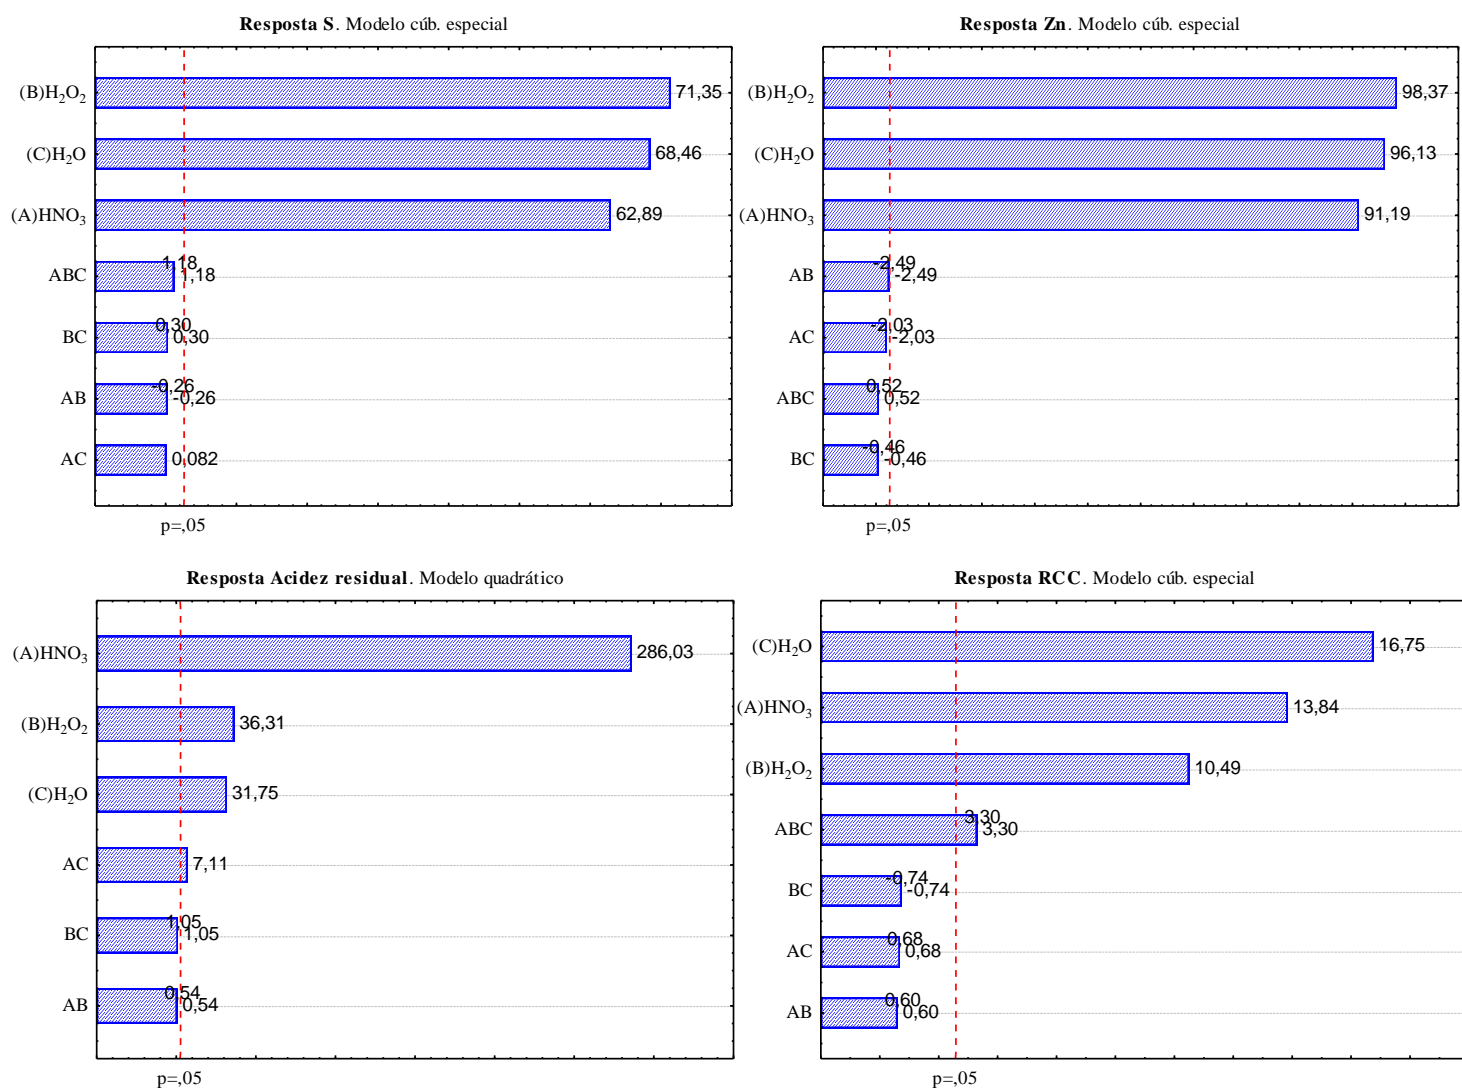 Resposta S. Modelo cúb. especial
(B)H₂O₂ 71,35
(C)H₂O 68,46
(A)HNO₃ 62,89
ABC 1,18 1,18
BC 0,30 0,30
AB -0,26 -0,26
AC 0,082
p=,05
Resposta Zn. Modelo cúb. especial
(B)H₂O₂ 98,37
(C)H₂O 96,13
(A)HNO₃ 91,19
AB -2,49 -2,49
AC -2,03 -2,03
ABC 0,52 0,52
BC -0,46 -0,46
p=,05
Resposta Acidez residual. Modelo quadrático
(A)HNO₃ 286,03
(B)H₂O₂ 36,31
(C)H₂O 31,75
AC 7,11
BC 1,05 1,05
AB 0,54 0,54
p=,05
Resposta RCC. Modelo cúb. especial
(C)H₂O 16,75
(A)HNO₃ 13,84
(B)H₂O₂ 10,49
ABC 3,30 3,30
BC -0,74 -0,74
AC 0,68 0,68
AB 0,60 0,60
p=,05